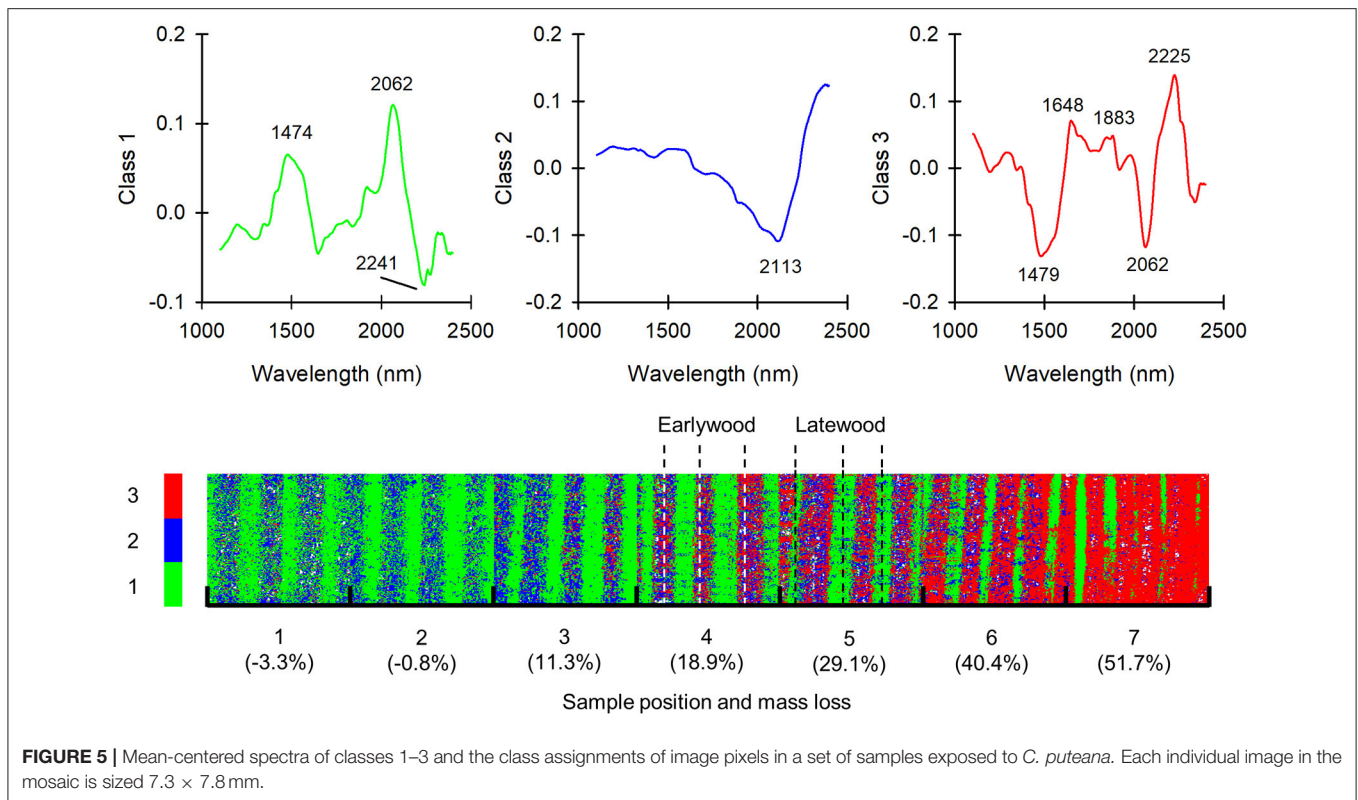 0.2
0.1
0.0
-0.1
1000 1500 2000 2500
Class 1
Wavelength (nm)
1474
2062
2241
0.2
0.1
0.0
-0.1
-0.2
1000 1500 2000 2500
Class 2
Wavelength (nm)
2113
0.2
0.1
0.0
-0.1
-0.2
1000 1500 2000 2500
Class 3
Wavelength (nm)
1479
1648
1883
2062
2225
Earlywood Latewood
3
2
1
1 2 3 4 5 6 7
(-3.3%) (-0.8%) (11.3%) (18.9%) (29.1%) (40.4%) (51.7%)
Sample position and mass loss
FIGURE 5 | Mean-centered spectra of classes 1–3 and the class assignments of image pixels in a set of samples exposed to C. puteana. Each individual image in the
mosaic is sized 7.3 × 7.8 mm.